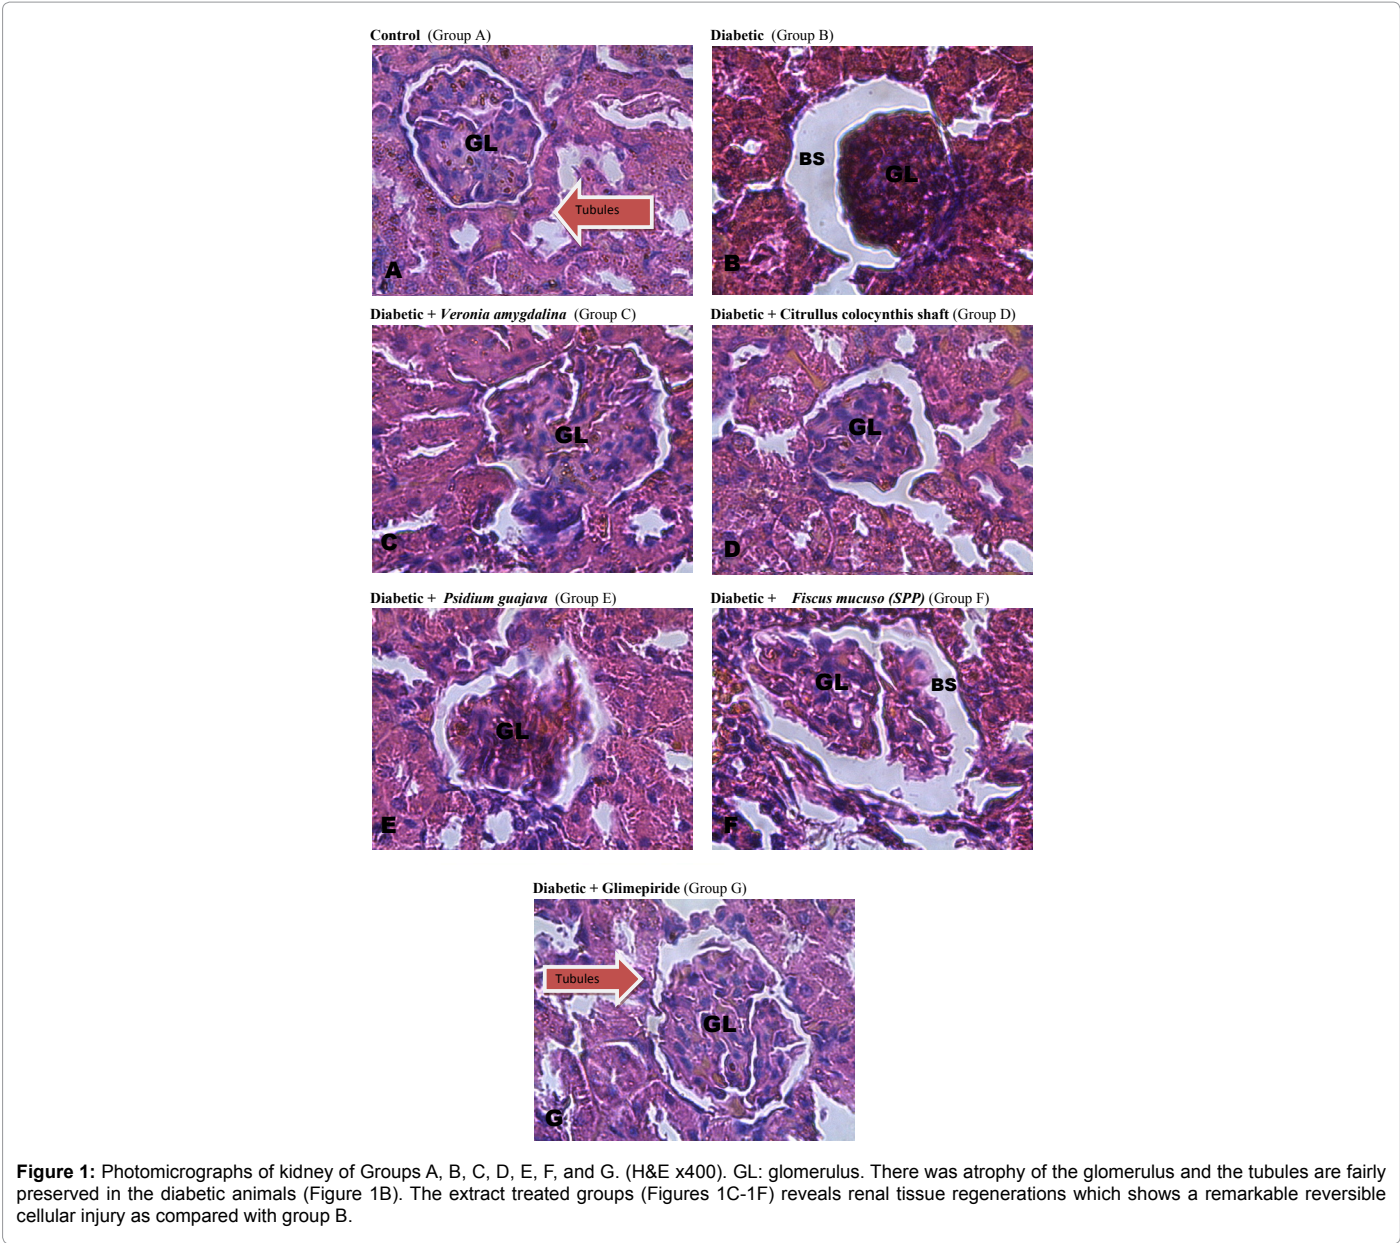 Control (Group A)
Diabetic (Group B)
GL
Tubules
A
BS
GL
B
Diabetic + Veronia amygdalina (Group C)
Diabetic + Citrullus colocynthis shaft (Group D)
GL
C
GL
D
Diabetic + Psidium guajava (Group E)
Diabetic + Fiscus mucuso (SPP) (Group F)
GL
E
GL
BS
F
Diabetic + Glimepiride (Group G)
Tubules
GL
G
Figure 1: Photomicrographs of kidney of Groups A, B, C, D, E, F, and G. (H&E x400). GL: glomerulus. There was atrophy of the glomerulus and the tubules are fairly
preserved in the diabetic animals (Figure 1B). The extract treated groups (Figures 1C-1F) reveals renal tissue regenerations which shows a remarkable reversible
cellular injury as compared with group B.